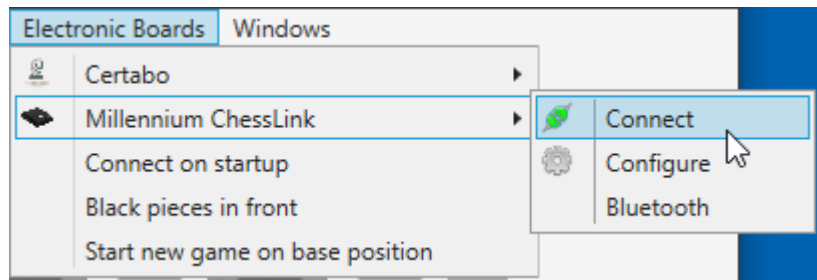 Electronic Boards Windows
Certabo
Millennium ChessLink
Connect on startup
Black pieces in front
Start new game on base position
Connect
Configure
Bluetooth